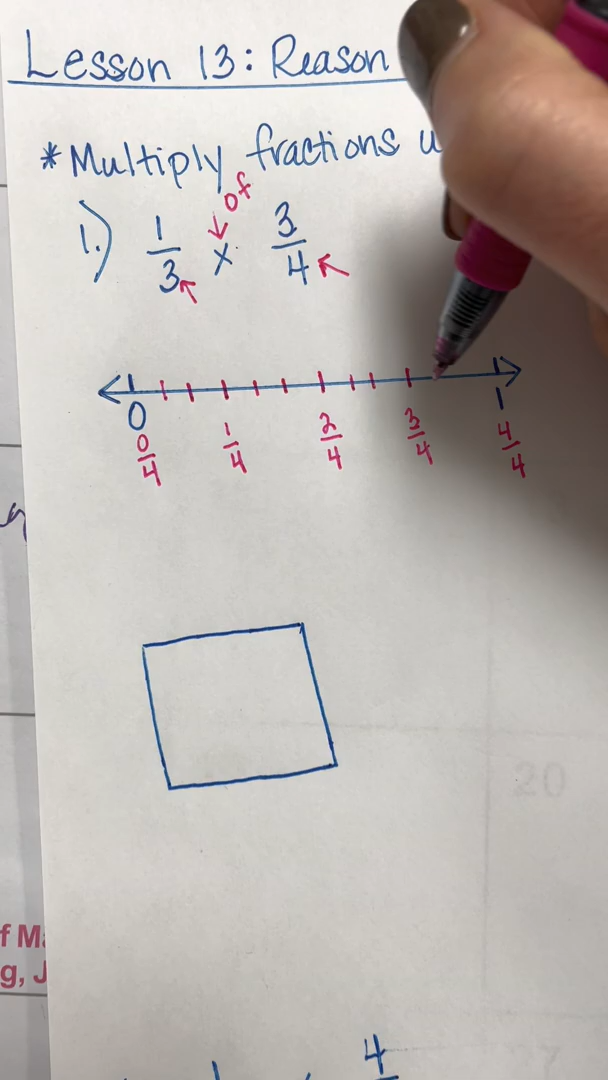 Lesson 13: Reason
*Multiply fractions u
of
1.) 1/3 x 3/4
0 1
0/4 1/4 2/4 3/4 4/4
20
f M
g, J
4